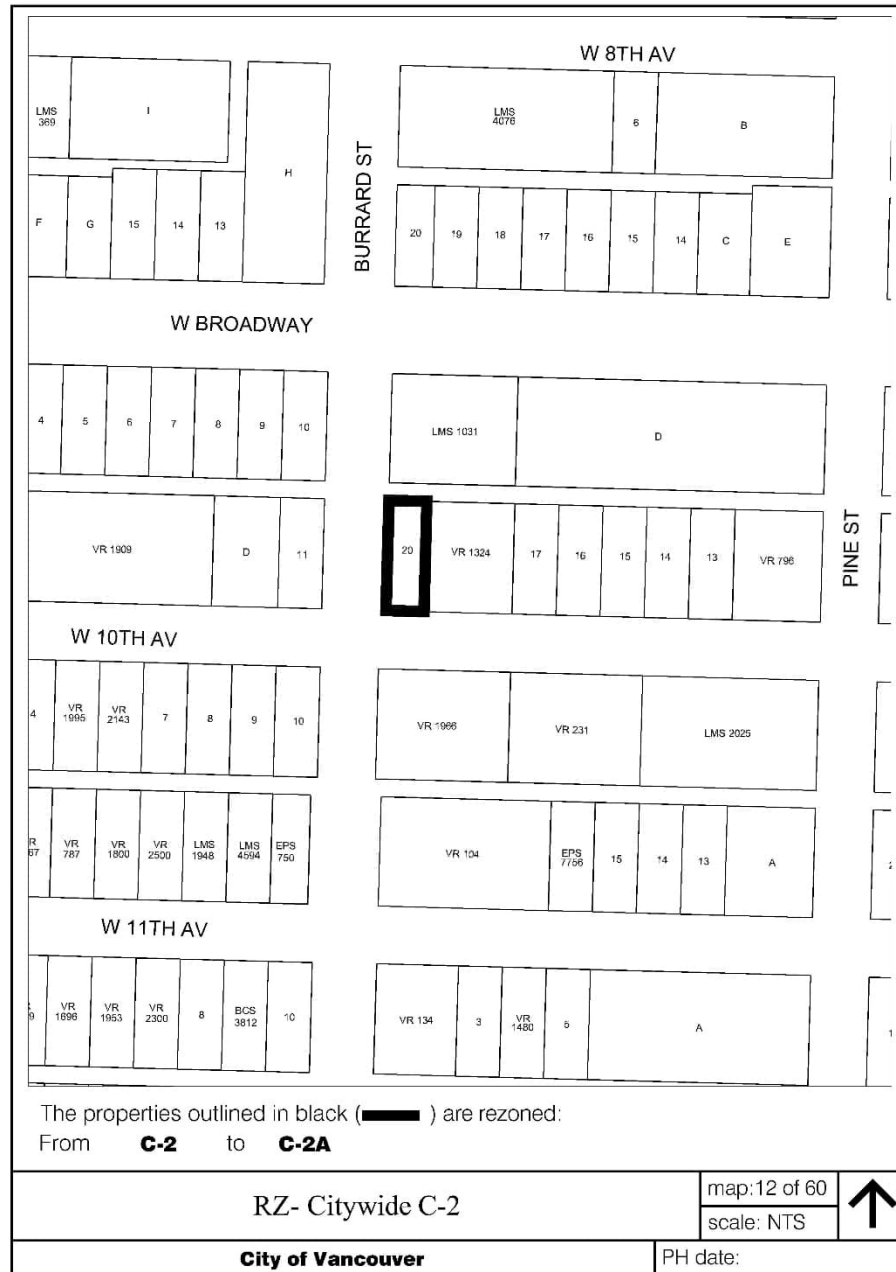 W 8TH AV
LMS
369
I
H
LMS
4076
6
B
BURRARD ST
F
G
15
14
13
20
19
18
17
16
15
14
C
E
W BROADWAY
4
5
6
7
8
9
10
LMS 1031
D
VR 1909
D
11
20
VR 1324
17
16
15
14
13
VR 796
PINE ST
W 10TH AV
4
VR
1995
VR
2143
7
8
9
10
VR 1966
VR 231
LMS 2025
VR
787
VR
1800
VR
2500
LMS
1948
LMS
4594
EPS
750
VR 104
EPS
7756
15
14
13
A
W 11TH AV
VR
1696
VR
1953
VR
2300
8
BCS
3812
10
VR 134
3
VR
1480
5
A
The properties outlined in black ( ) are rezoned:
From C-2 to C-2A
RZ- Citywide C-2
map:12 of 60
scale: NTS
City of Vancouver
PH date: